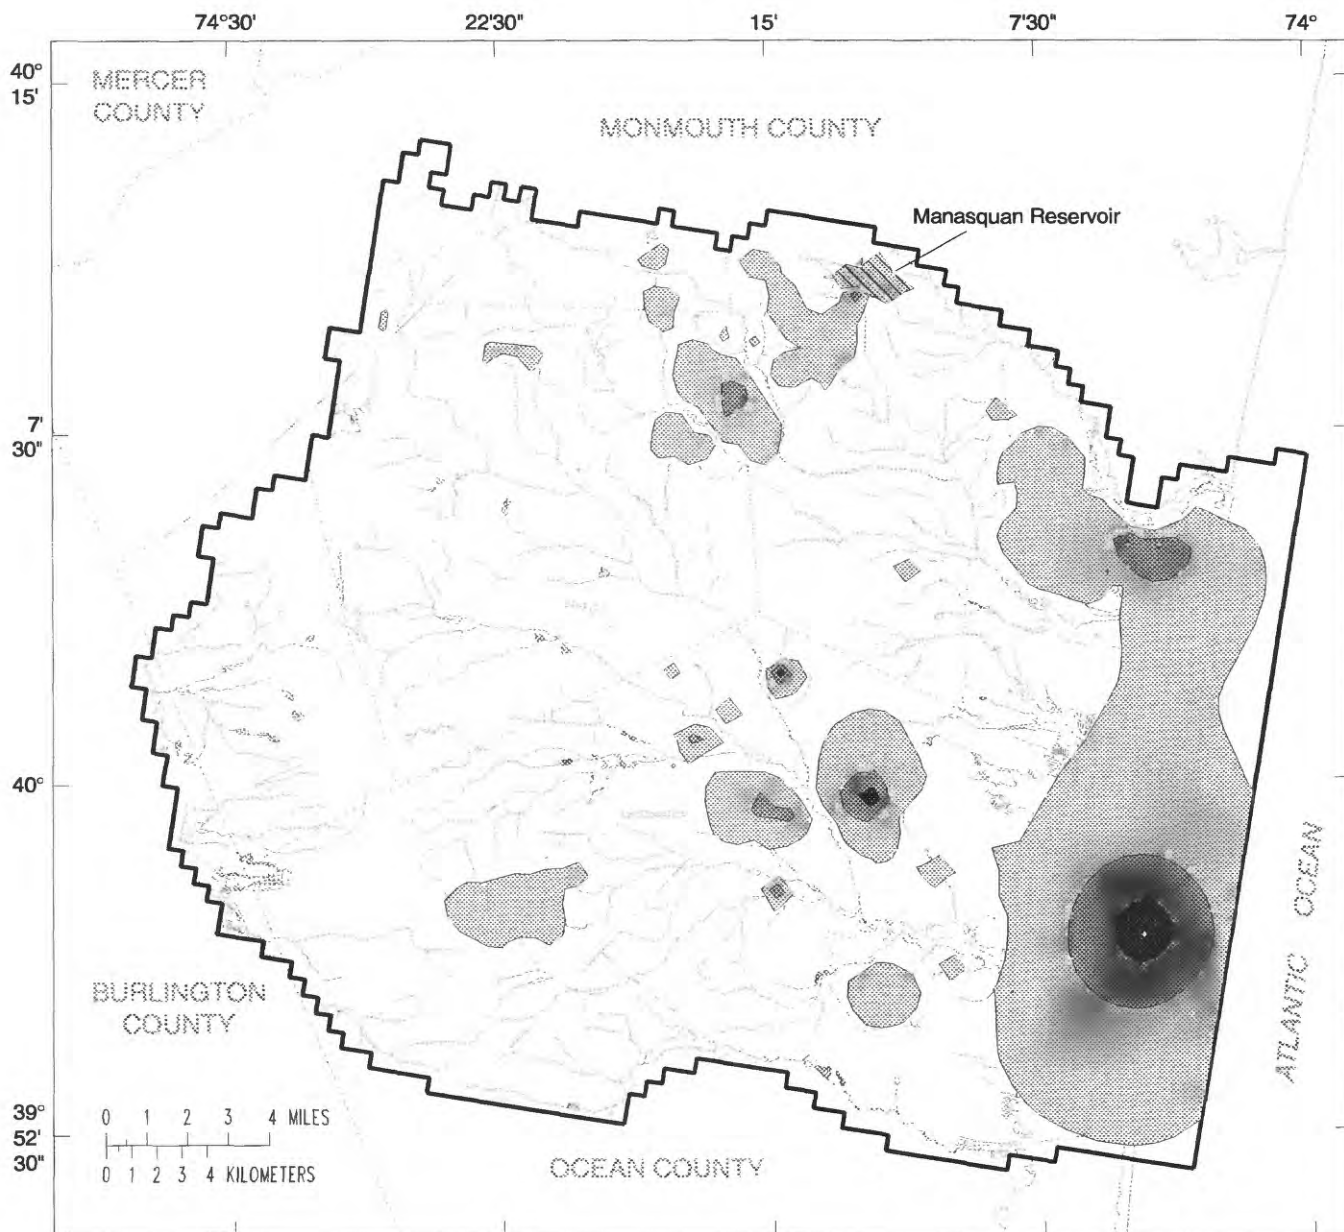 74°30'
22'30"
15'
7'30"
74°
40°
15'
MERCER
COUNTY
MONMOUTH COUNTY
Manasquan Reservoir
7'
30"
40°
ATLANTIC OCEAN
BURLINGTON
COUNTY
39°
52'
30"
0 1 2 3 4 MILES
0 1 2 3 4 KILOMETERS
OCEAN COUNTY